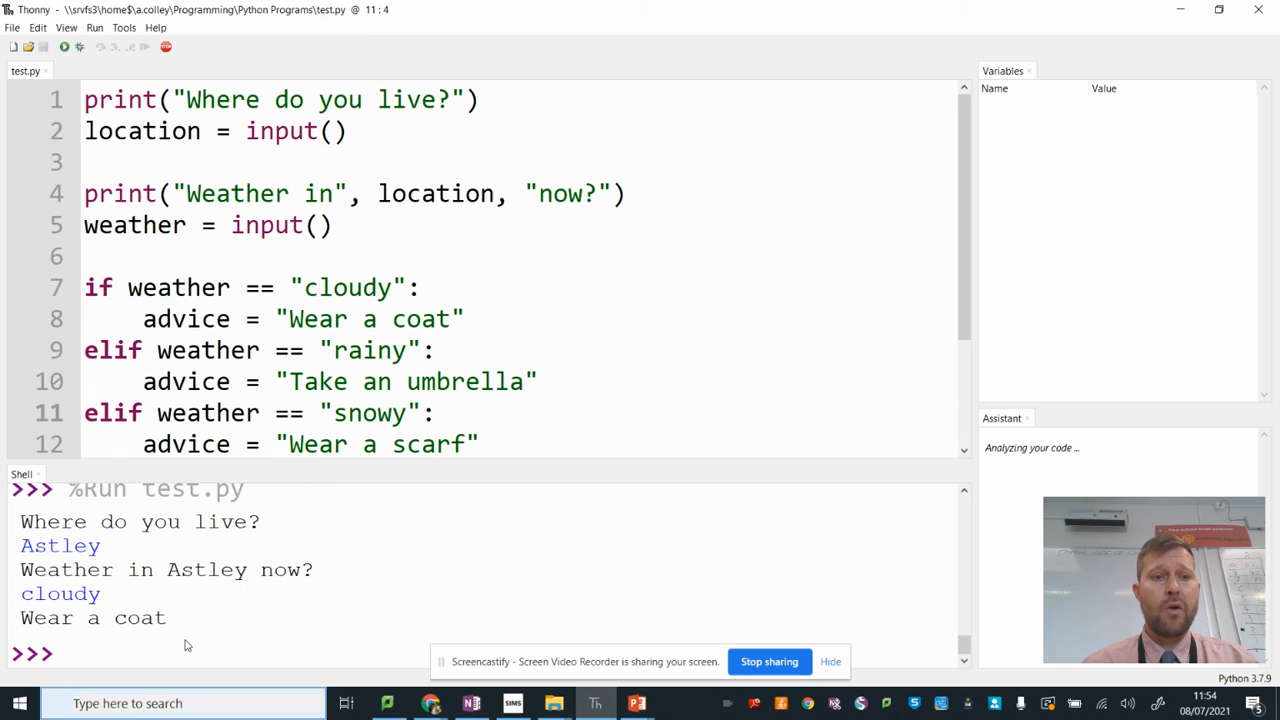 Thonny - \\srvfs3\home$\a.colley\Programming\Python Programs\test.py @ 11 : 4
File Edit View Run Tools Help
test.py
1 print("Where do you live?")
2 location = input()
3
4 print("Weather in", location, "now?")
5 weather = input()
6
7 if weather == "cloudy":
8 advice = "Wear a coat"
9 elif weather == "rainy":
10 advice = "Take an umbrella"
11 elif weather == "snowy":
12 advice = "Wear a scarf"
Variables
Name Value
Assistant
Analyzing your code ...
Shell
>>> %Run test.py
Where do you live?
Astley
Weather in Astley now?
cloudy
Wear a coat
>>>
Screencastify - Screen Video Recorder is sharing your screen.
Stop sharing
Hide
Python 3.7.9
Type here to search
SIMS
Th
11:54
08/07/2021
5